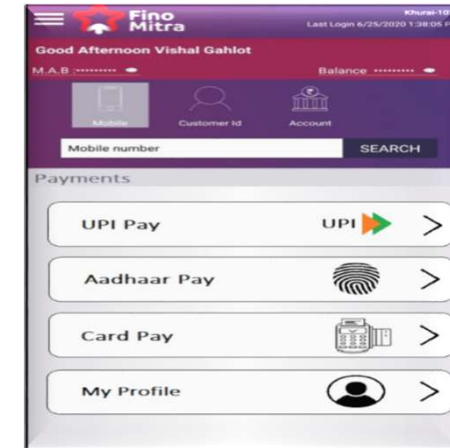 Fino
Mitra
Khurai-10
Last Login 6/25/2020 1:38:05 P
Good Afternoon Vishal Gahlot
M.A.B :•••••••••
Balance: •••••••••
Mobile
Customer Id
Account
Mobile number
SEARCH
Payments
UPI Pay
UPI
Aadhaar Pay
Card Pay
My Profile